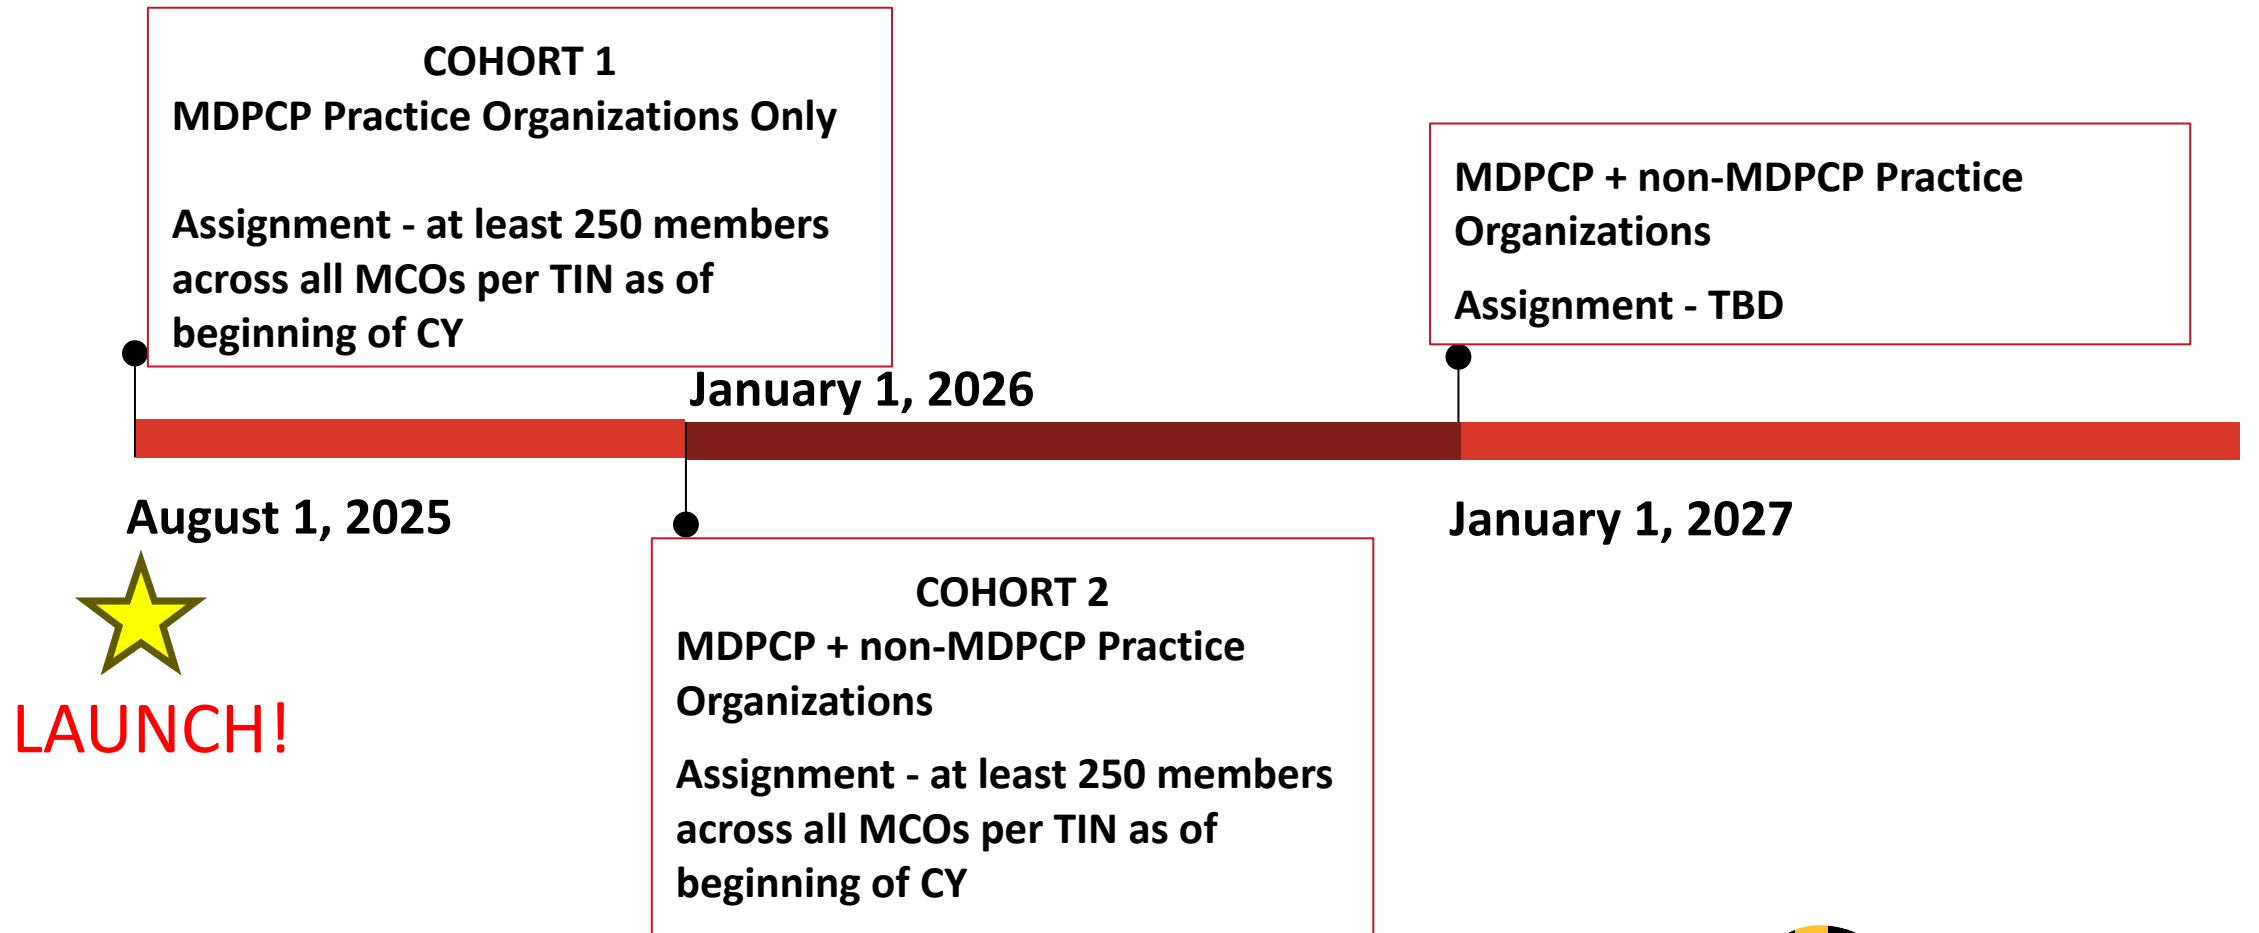 COHORT 1
MDPCP Practice Organizations Only
Assignment - at least 250 members
across all MCOs per TIN as of
beginning of CY
MDPCP + non-MDPCP Practice
Organizations
Assignment - TBD
January 1, 2026
August 1, 2025
January 1, 2027
LAUNCH!
COHORT 2
MDPCP + non-MDPCP Practice
Organizations
Assignment - at least 250 members
across all MCOs per TIN as of
beginning of CY